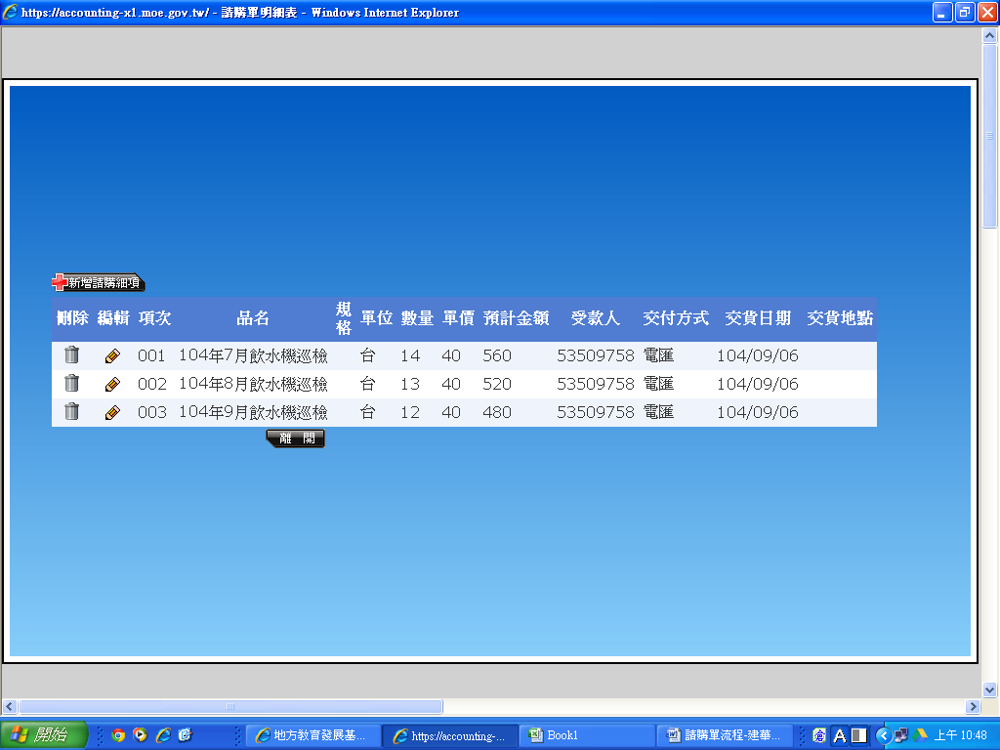 https://accounting-x1.moe.gov.tw/ - 請購單明細表 - Windows Internet Explorer
新增請購細項
刪除 編輯 項次 品名 規格 單位 數量 單價 預計金額 受款人 交付方式 交貨日期 交貨地點
001 104年7月飲水機巡檢 台 14 40 560 53509758 電匯 104/09/06
002 104年8月飲水機巡檢 台 13 40 520 53509758 電匯 104/09/06
003 104年9月飲水機巡檢 台 12 40 480 53509758 電匯 104/09/06
離 開
開始 地方教育發展基... https://accounting-... Book1 請購單流程-建華... A 上午 10:48